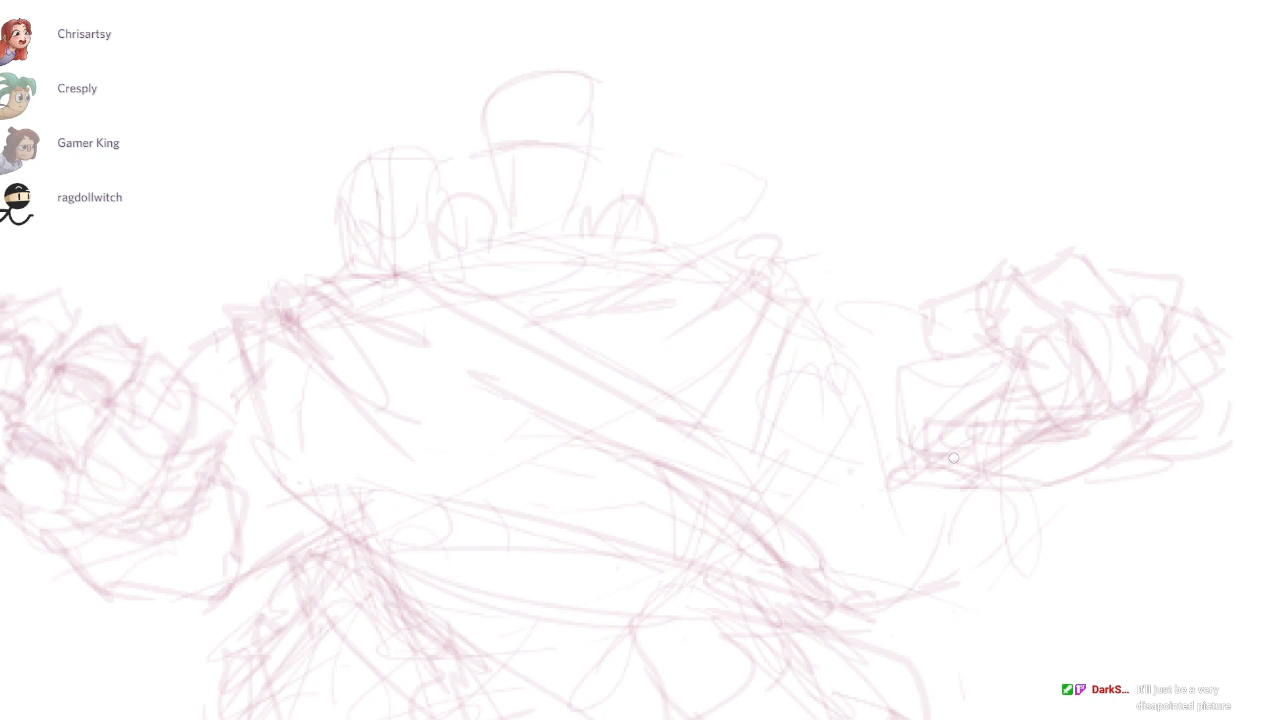 Chrisartsy
Cresply
Gamer King
ragdollwitch
DarkS... It'll just be a very
disapointed picture